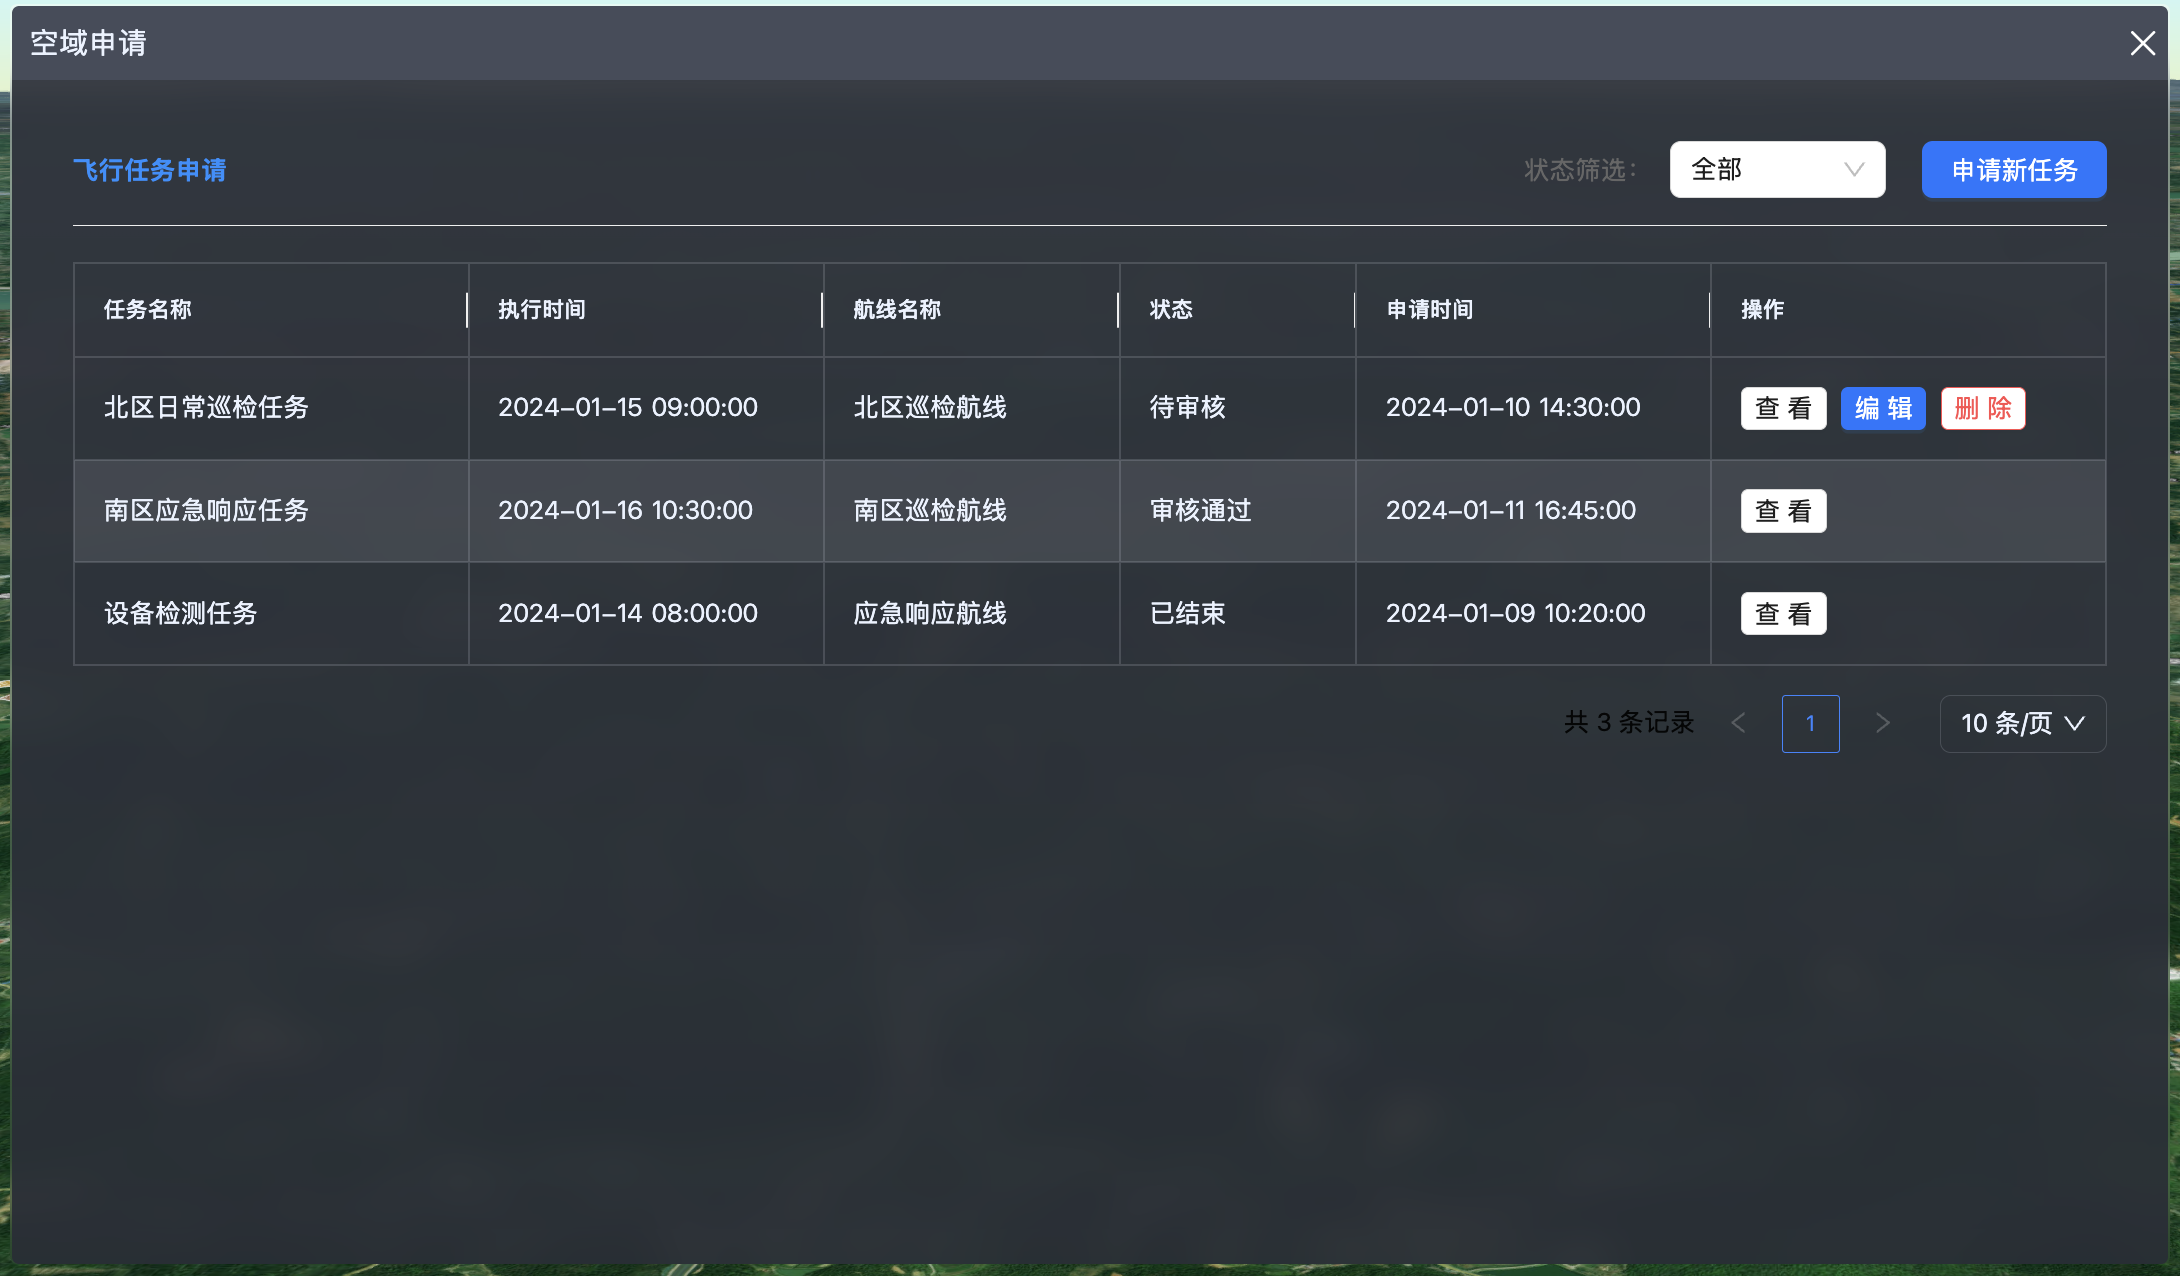 空域申请
飞行任务申请 状态筛选： 全部 申请新任务
任务名称 执行时间 航线名称 状态 申请时间 操作
北区日常巡检任务 2024-01-15 09:00:00 北区巡检航线 待审核 2024-01-10 14:30:00 查看 编辑 删除
南区应急响应任务 2024-01-16 10:30:00 南区巡检航线 审核通过 2024-01-11 16:45:00 查看
设备检测任务 2024-01-14 08:00:00 应急响应航线 已结束 2024-01-09 10:20:00 查看
共 3 条记录 1 10 条/页